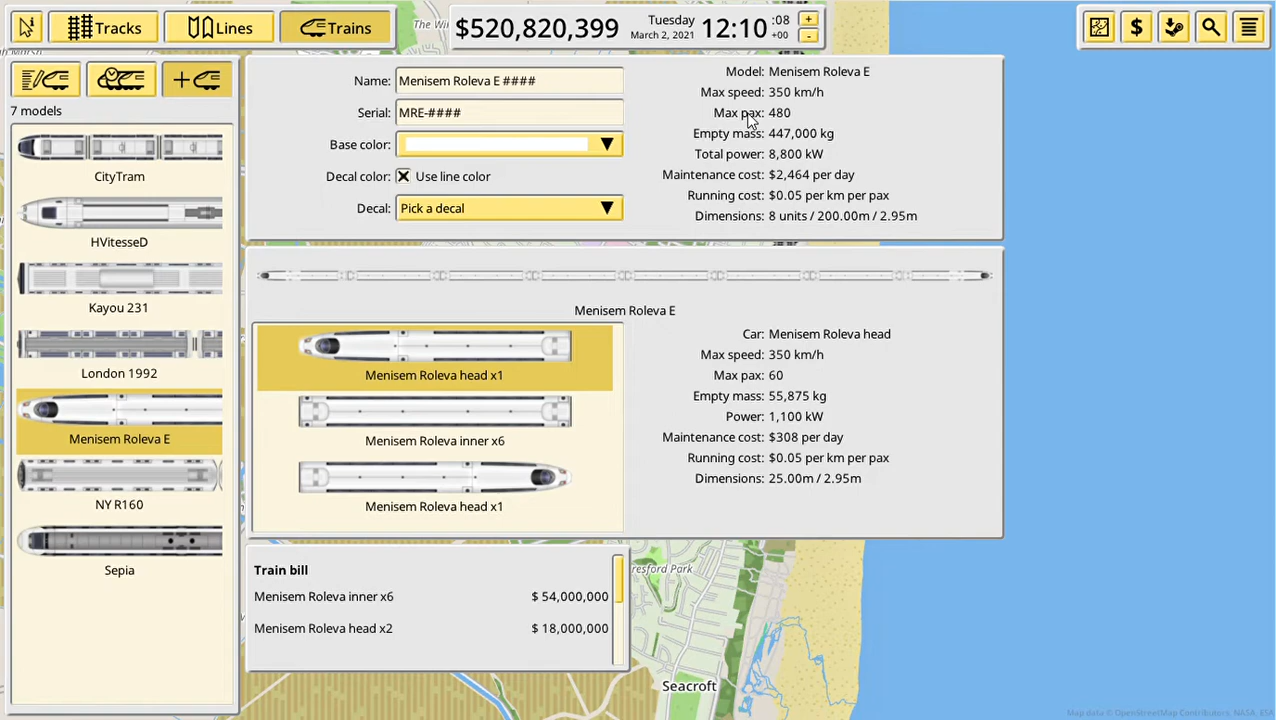 Tracks
Lines
Trains
The Wi
$520,820,399
Tuesday
March 2, 2021
12:10
:08
+00
+
-
$
7 models
CityTram
HVitesseD
Kayou 231
London 1992
Menisem Roleva E
NY R160
Sepia
Name: Menisem Roleva E ####
Serial: MRE-####
Base color:
Decal color: Use line color
Decal: Pick a decal
Model: Menisem Roleva E
Max speed: 350 km/h
Max pax: 480
Empty mass: 447,000 kg
Total power: 8,800 kW
Maintenance cost: $2,464 per day
Running cost: $0.05 per km per pax
Dimensions: 8 units / 200.00m / 2.95m
Menisem Roleva E
Menisem Roleva head x1
Menisem Roleva inner x6
Menisem Roleva head x1
Car: Menisem Roleva head
Max speed: 350 km/h
Max pax: 60
Empty mass: 55,875 kg
Power: 1,100 kW
Maintenance cost: $308 per day
Running cost: $0.05 per km per pax
Dimensions: 25.00m / 2.95m
Train bill
Menisem Roleva inner x6 $ 54,000,000
Menisem Roleva head x2 $ 18,000,000
resford Park
Seacroft
Map data © OpenStreetMap Contributors, NASA, ESA